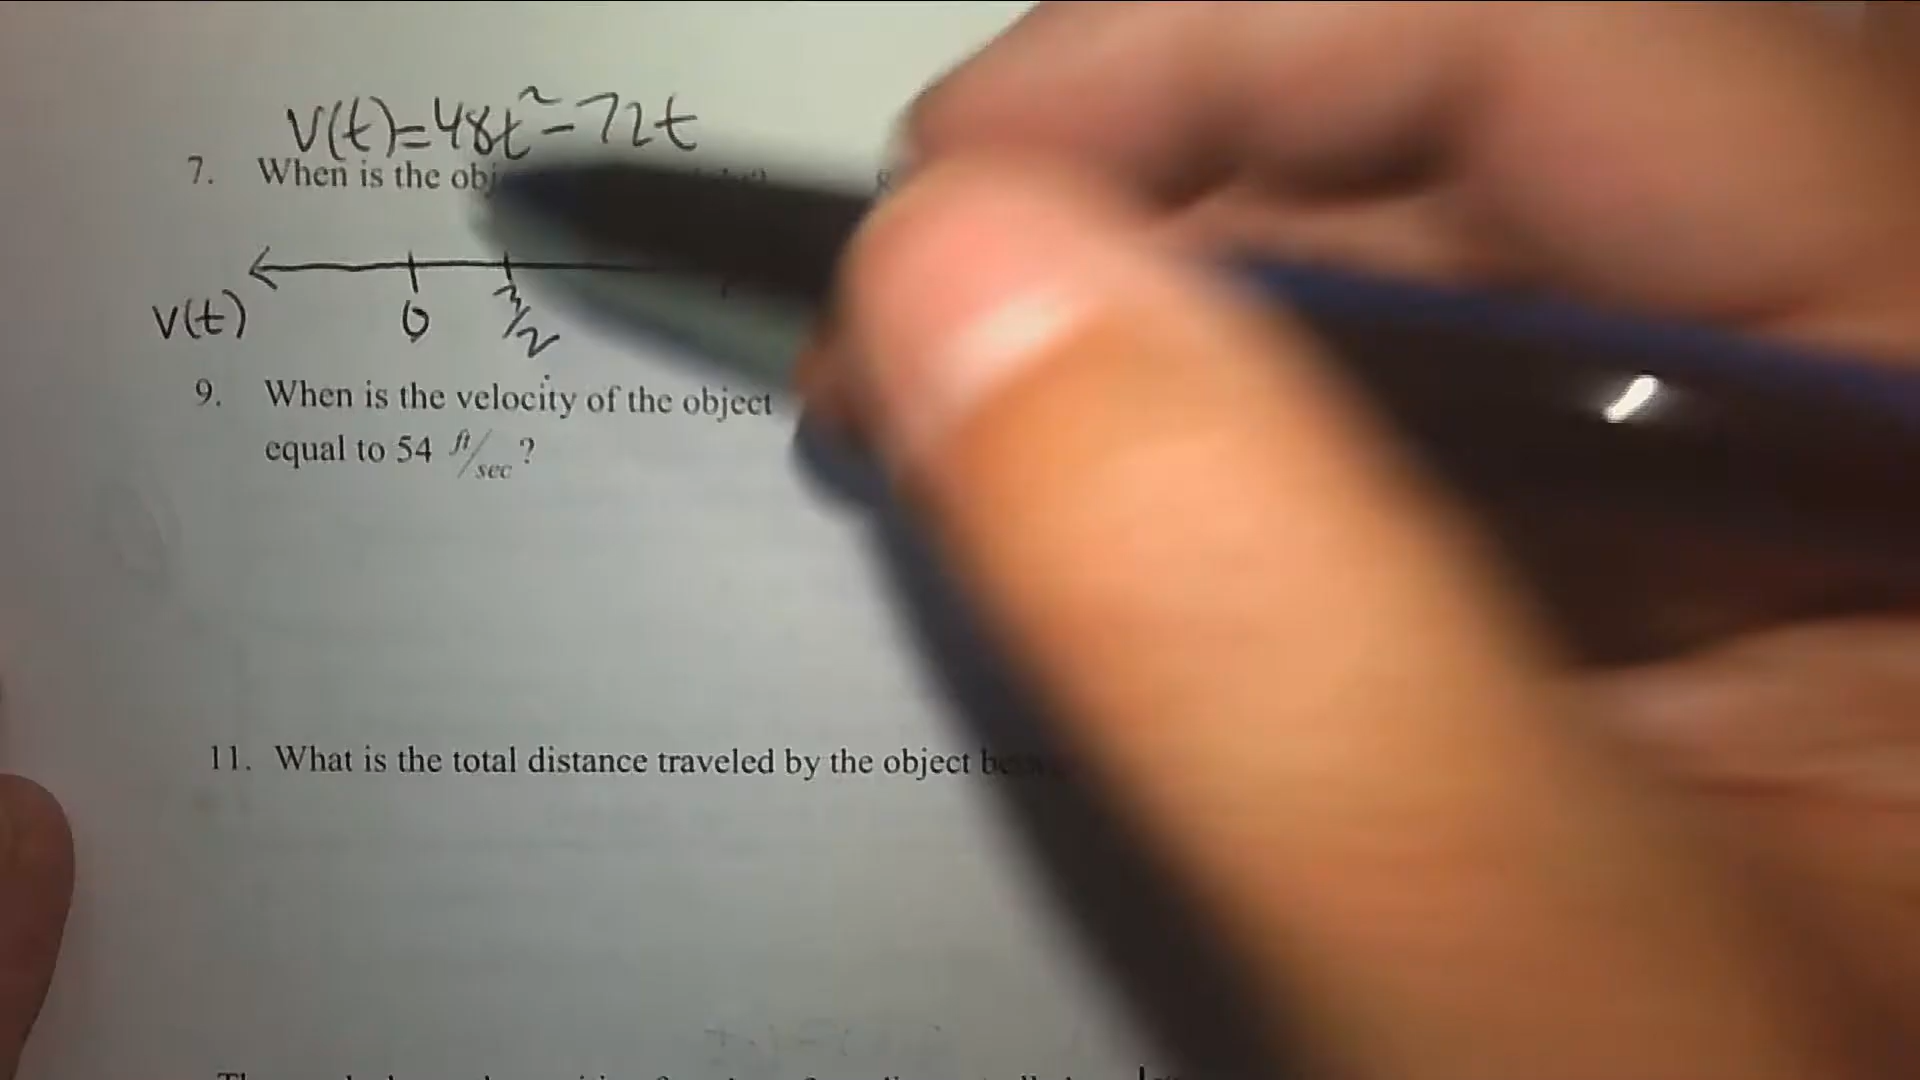 V(t)=48t²-72t
7. When is the
V(t) 0 3/2
9. When is the velocity of the object
equal to 54 ft/sec ?
11. What is the total distance traveled by the object